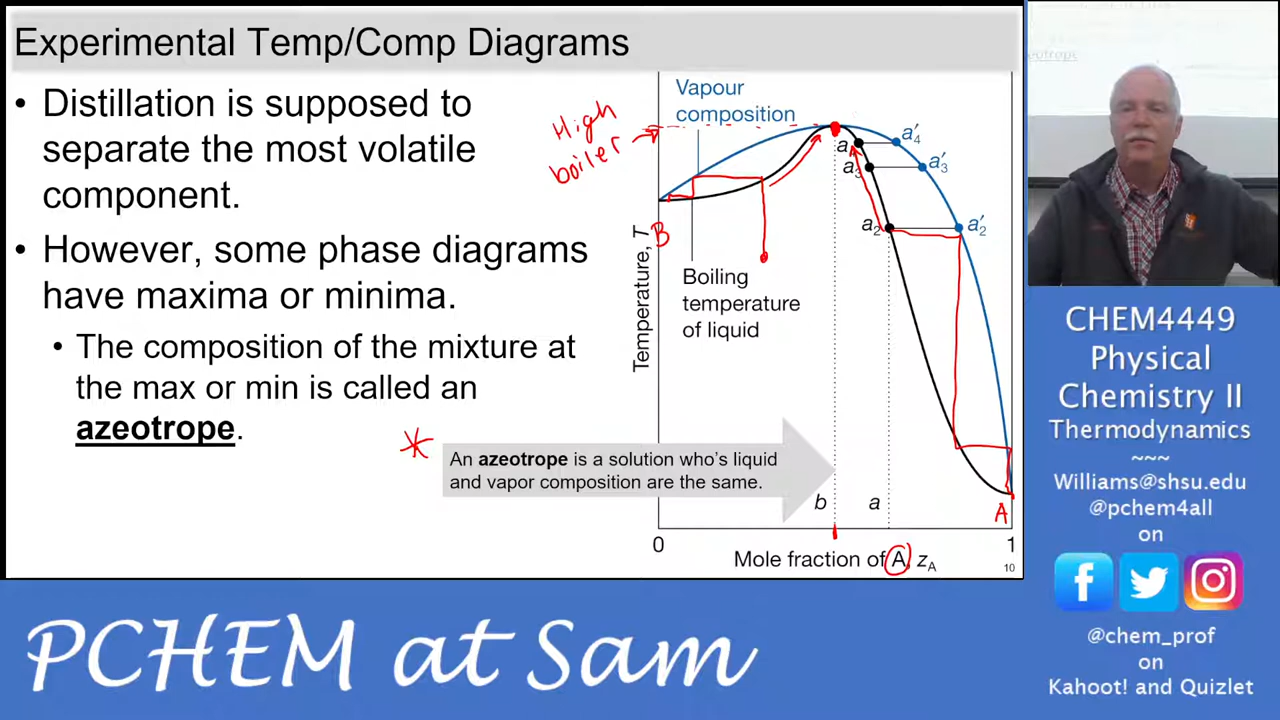 Experimental Temp/Comp Diagrams
• Distillation is supposed to
separate the most volatile
component.
• However, some phase diagrams
have maxima or minima.
• The composition of the mixture at
the max or min is called an
azeotrope.
An azeotrope is a solution who's liquid
and vapor composition are the same.
High
boiler
Vapour
composition
Temperature, T
B
Boiling
temperature
of liquid
a'4
a'3
a3
a2
a'2
b
a
A
0
1
Mole fraction of A, zA
10
CHEM4449
Physical
Chemistry II
Thermodynamics
~~~
Williams@shsu.edu
@pchem4all
on
@chem_prof
on
Kahoot! and Quizlet
PCHEM at Sam